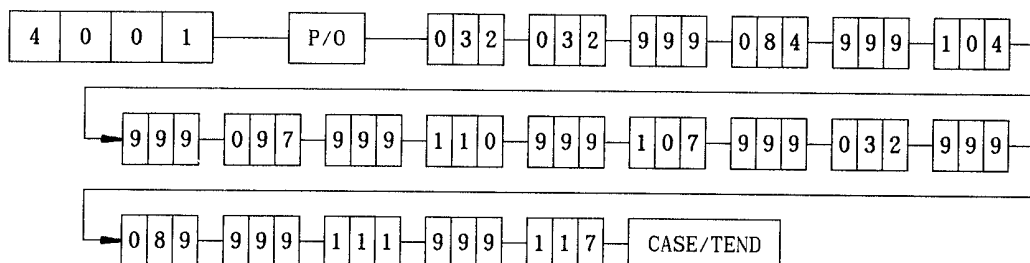 4 0 0 1 P/O 0 3 2 0 3 2 9 9 9 0 8 4 9 9 9 1 0 4
9 9 9 0 9 7 9 9 9 1 1 0 9 9 9 1 0 7 9 9 9 0 3 2 9 9 9
0 8 9 9 9 9 1 1 1 9 9 9 1 1 7 CASE/TEND